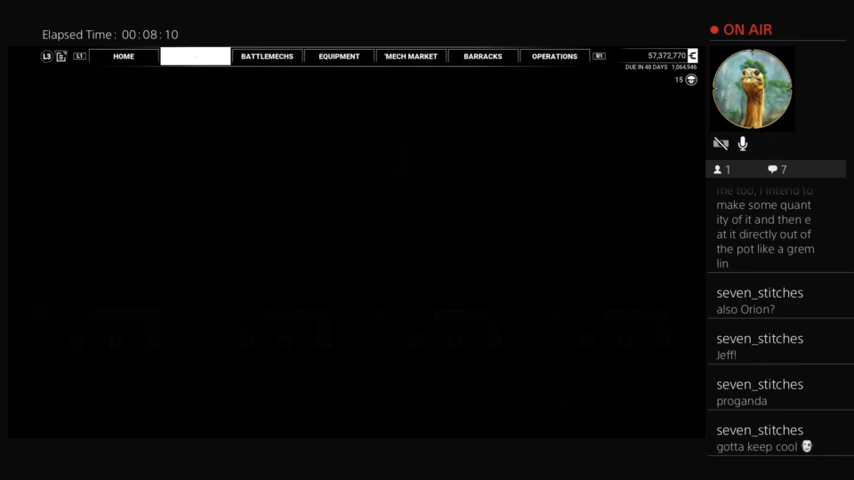 Elapsed Time: 00:08:10
ON AIR
L3 L1 HOME BATTLEMECHS EQUIPMENT 'MECH MARKET BARRACKS OPERATIONS R1 57,372,770
DUE IN 48 DAYS 1,064,946
15
1 7
me too, I intend to
make some quant
ity of it and then e
at it directly out of
the pot like a grem
lin
seven_stitches
also Orion?
seven_stitches
Jeff!
seven_stitches
proganda
seven_stitches
gotta keep cool